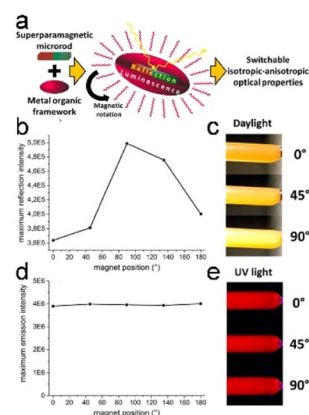 a
Superparamagnetic
microrod
+
Metal organic
framework
Reflection
Luminescence
Magnetic
rotation
Switchable
isotropic-anisotropic
optical properties
b
maximum reflection intensity
5,0E5
4,8E5
4,6E5
4,4E5
4,2E5
4,0E5
3,8E5
3,6E5
0 20 40 60 80 100 120 140 160 180
magnet position (°)
c
Daylight
0°
45°
90°
d
maximum emission intensity
6E6
5E6
4E6
3E6
2E6
0 20 40 60 80 100 120 140 160 180
magnet position (°)
e
UV light
0°
45°
90°